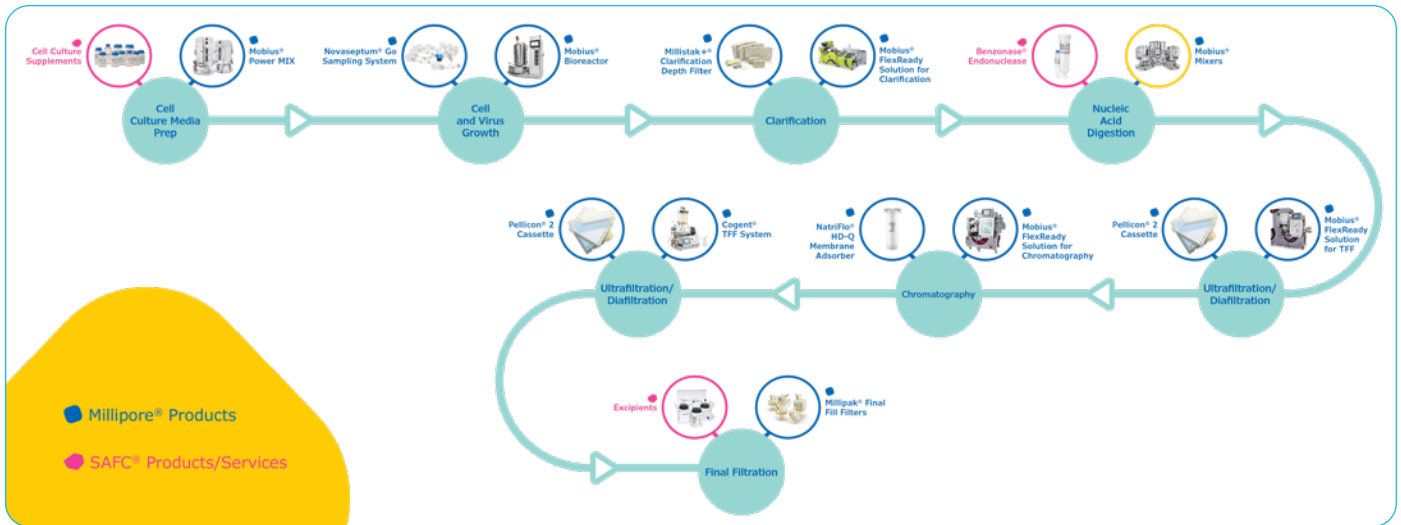 Cell Culture
Supplements
Mobius®
Power MIX
Cell
Culture Media
Prep
Novaseptum® Go
Sampling System
Mobius®
Bioreactor
Cell
and Virus
Growth
Millistak+®
Clarification
Depth Filter
Mobius®
FlexReady
Solution for
Clarification
Clarification
Benzonase®
Endonuclease
Mobius®
Mixers
Nucleic
Acid
Digestion
Pellicon® 2
Cassette
Mobius®
FlexReady
Solution
for TFF
Ultrafiltration/
Diafiltration
NatriFlo®
HD-Q
Membrane
Adsorber
Mobius®
FlexReady
Solution for
Chromatography
Chromatography
Pellicon® 2
Cassette
Cogent®
TFF System
Ultrafiltration/
Diafiltration
Excipients
Millipak® Final
Fill Filters
Final Filtration
Millipore® Products
SAFC® Products/Services